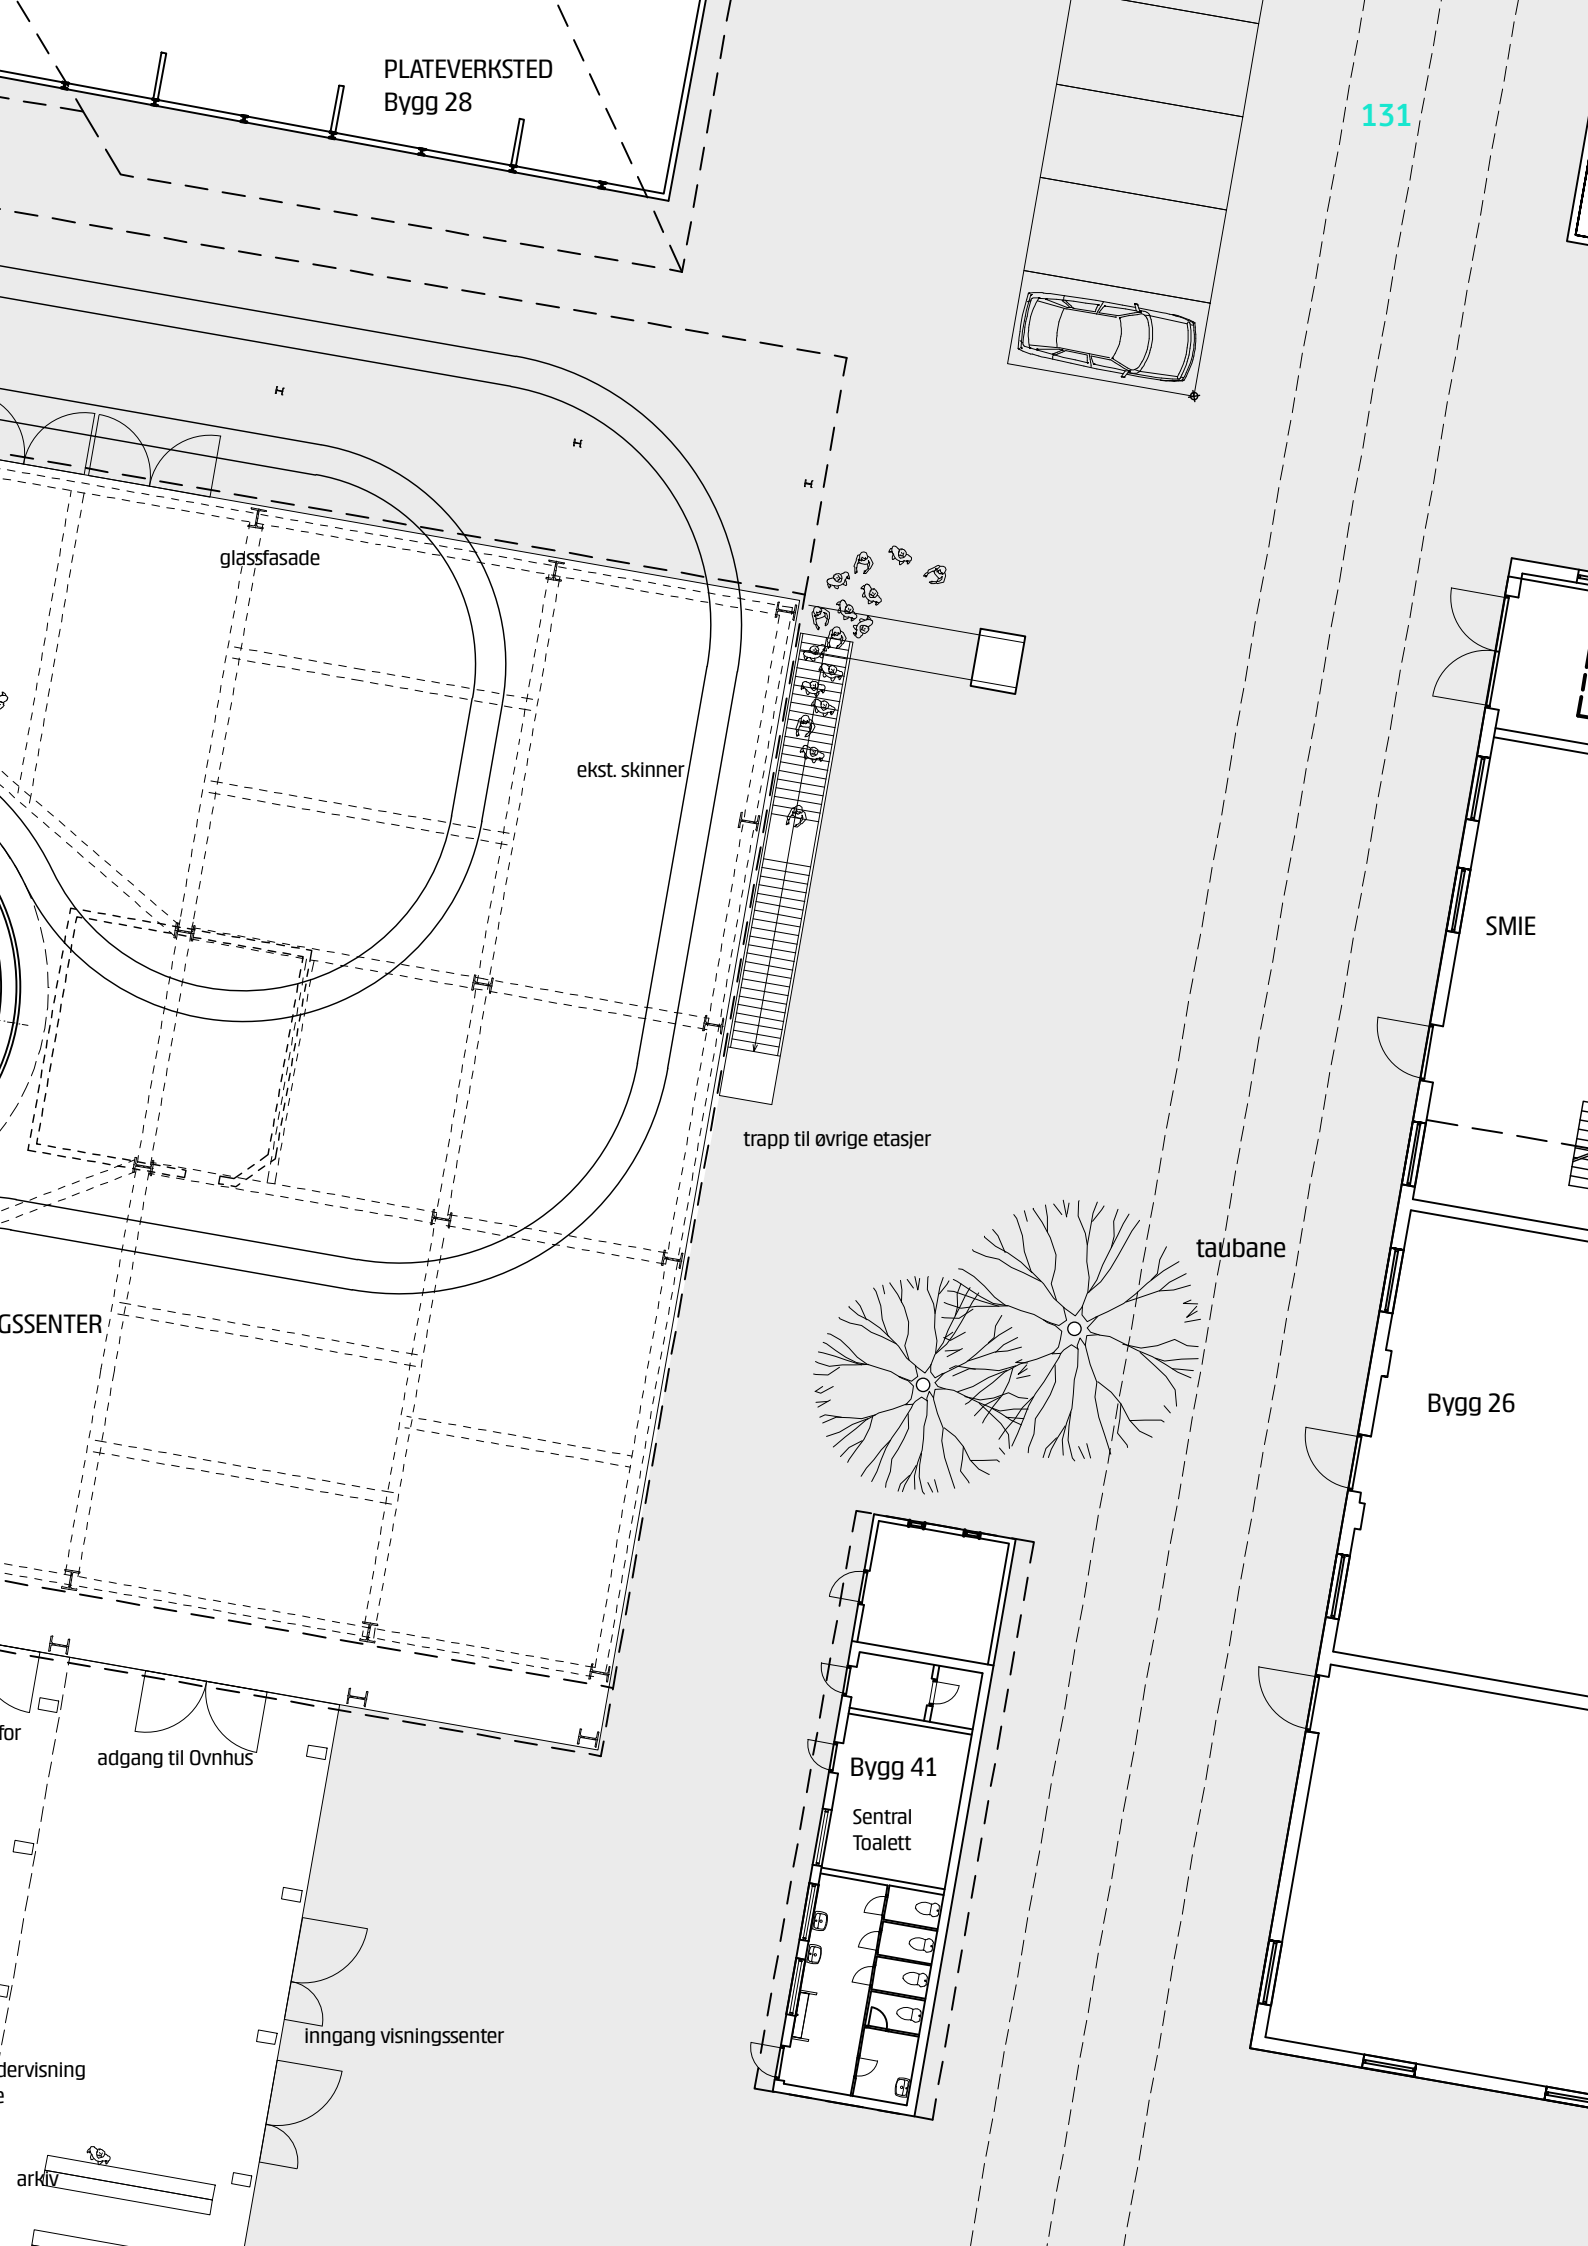 PLATEVERKSTED
Bygg 28
131
glassfasade
ekst. skinner
SMIE
trapp til øvrige etasjer
taubane
GSSENTER
Bygg 26
for
adgang til Ovnhus
Bygg 41
Sentral
Toalett
inngang visningssenter
dervisning
e
arkiv